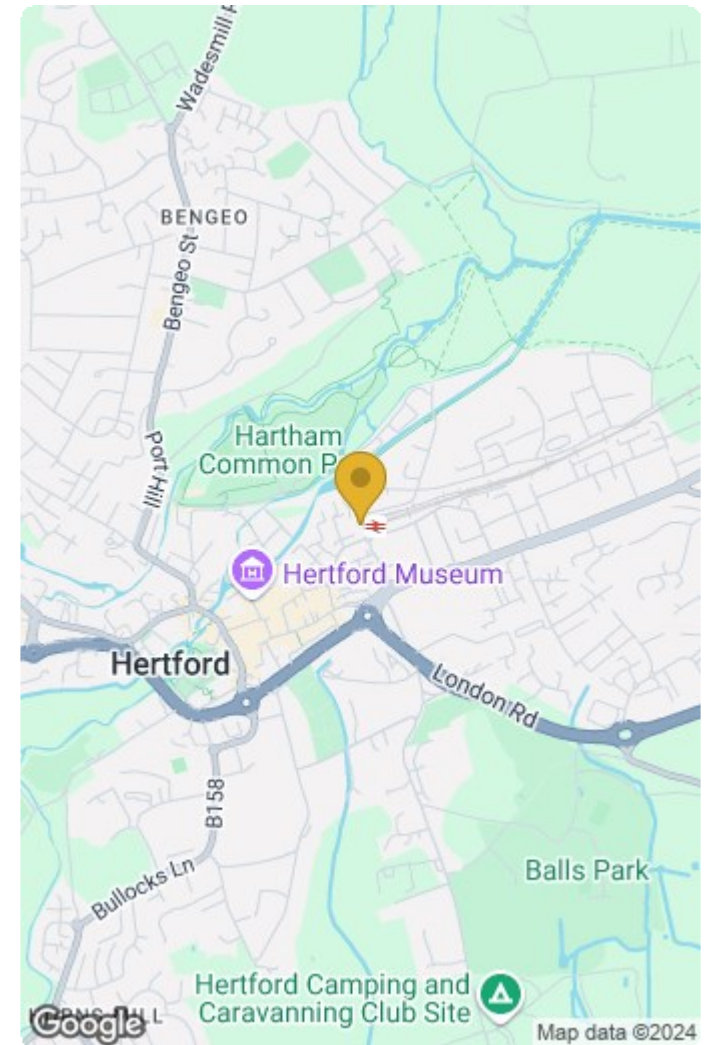 Wadesmill R
BENGEO
Bengeo St
Port Hill
Hartham
Common P
Hertford Museum
Hertford
London Rd
B158
Bullocks Ln
Balls Park
Hertford Camping and
Caravanning Club Site
HILL
Google
Map data ©2024